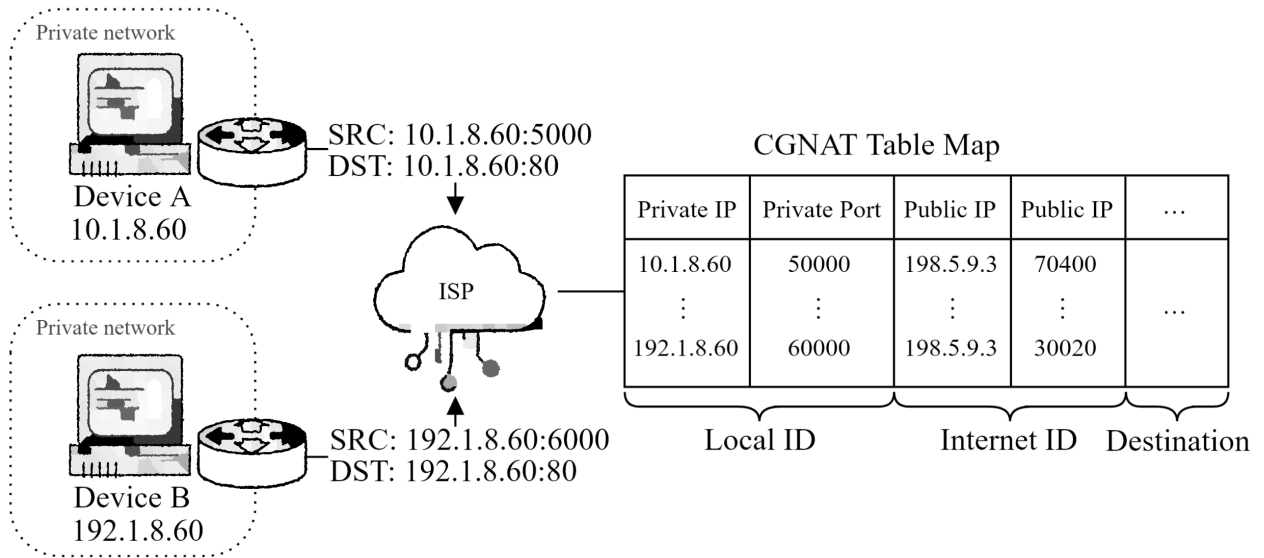 Private network
Device A
10.1.8.60
SRC: 10.1.8.60:5000
DST: 10.1.8.60:80
ISP
Private network
Device B
192.1.8.60
SRC: 192.1.8.60:6000
DST: 192.1.8.60:80
CGNAT Table Map
Private IP Private Port Public IP Public IP ...
10.1.8.60 50000 198.5.9.3 70400
⋮ ⋮ ⋮ ⋮ ...
192.1.8.60 60000 198.5.9.3 30020
Local ID Internet ID Destination